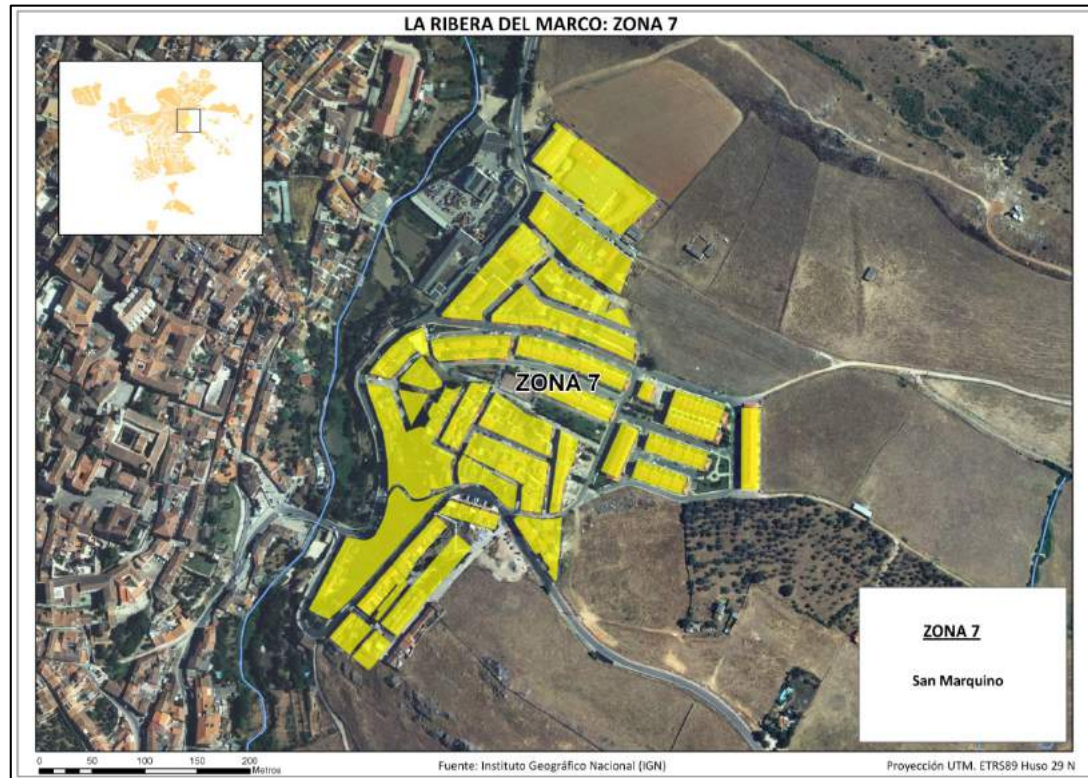 LA RIBERA DEL MARCO: ZONA 7
ZONA 7
ZONA 7
San Marquino
0 50 100 150 200
Metros
Fuente: Instituto Geográfico Nacional (IGN)
Proyección UTM. ETRS89 Huso 29 N